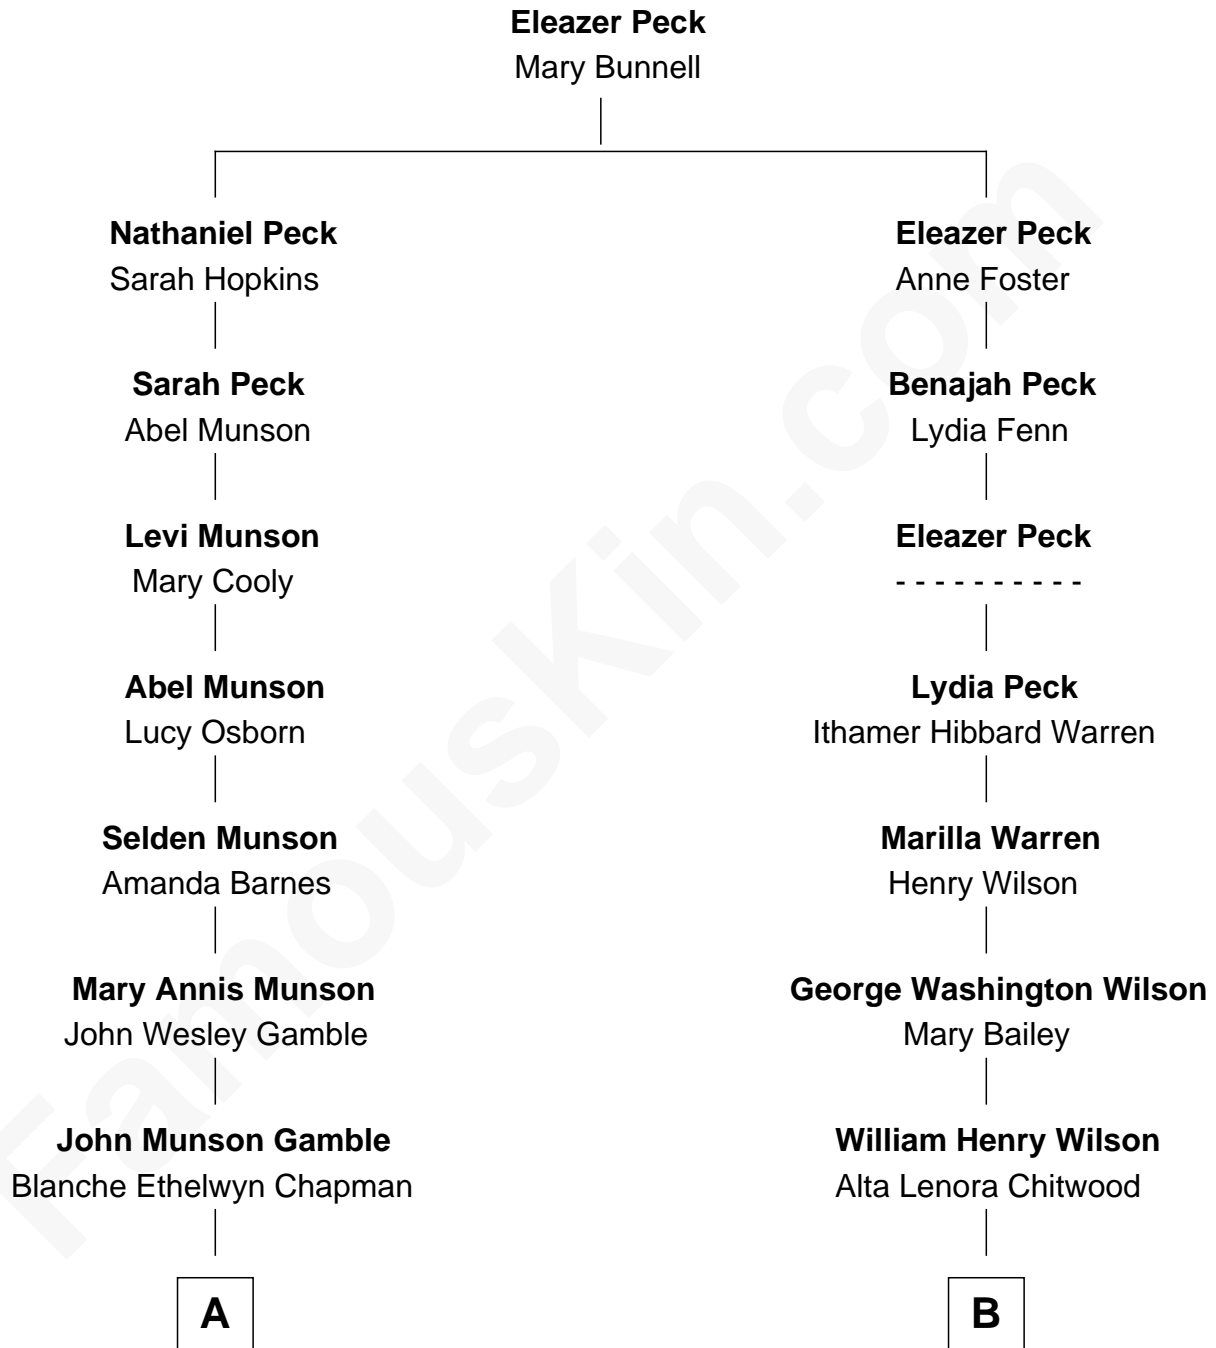 Eleazer Peck
Mary Bunnell
Nathaniel Peck
Sarah Hopkins
Sarah Peck
Abel Munson
Levi Munson
Mary Cooly
Abel Munson
Lucy Osborn
Selden Munson
Amanda Barnes
Mary Annis Munson
John Wesley Gamble
John Munson Gamble
Blanche Ethelwyn Chapman
A
Eleazer Peck
Anne Foster
Benajah Peck
Lydia Fenn
Eleazer Peck
- - - - - - - - - -
Lydia Peck
Ithamer Hibbard Warren
Marilla Warren
Henry Wilson
George Washington Wilson
Mary Bailey
William Henry Wilson
Alta Lenora Chitwood
B
FamousKin.com